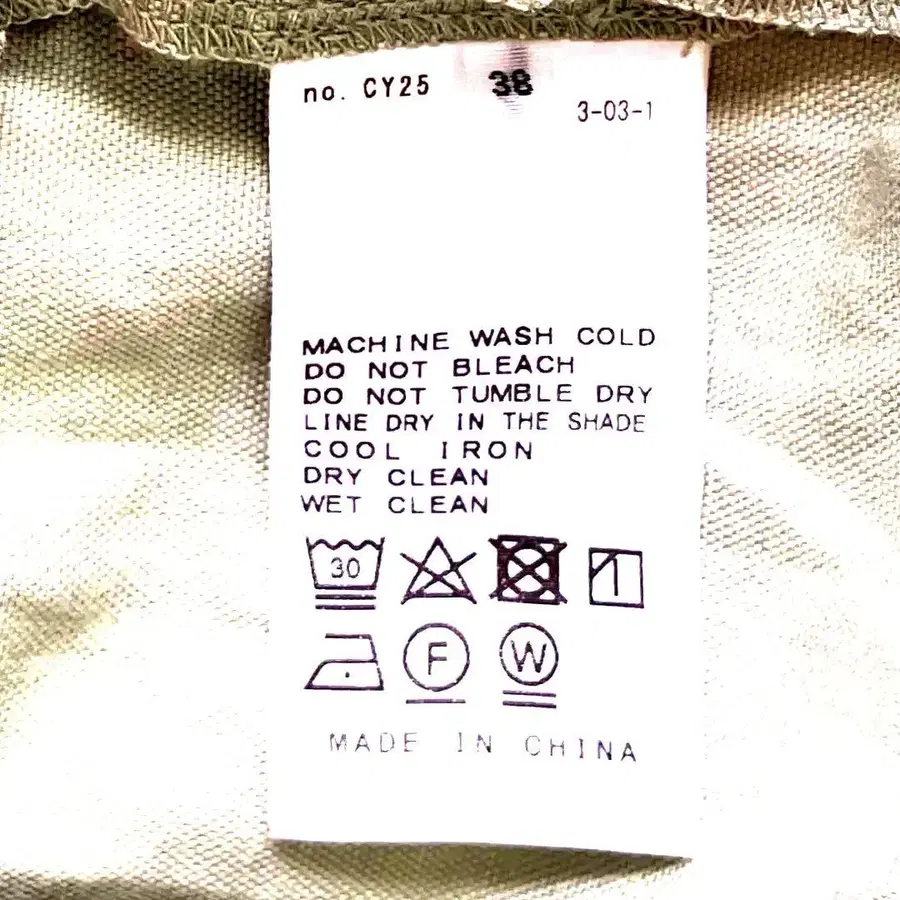 no. CY25 38
3-03-1
MACHINE WASH COLD
DO NOT BLEACH
DO NOT TUMBLE DRY
LINE DRY IN THE SHADE
COOL IRON
DRY CLEAN
WET CLEAN
30
F W
MADE IN CHINA